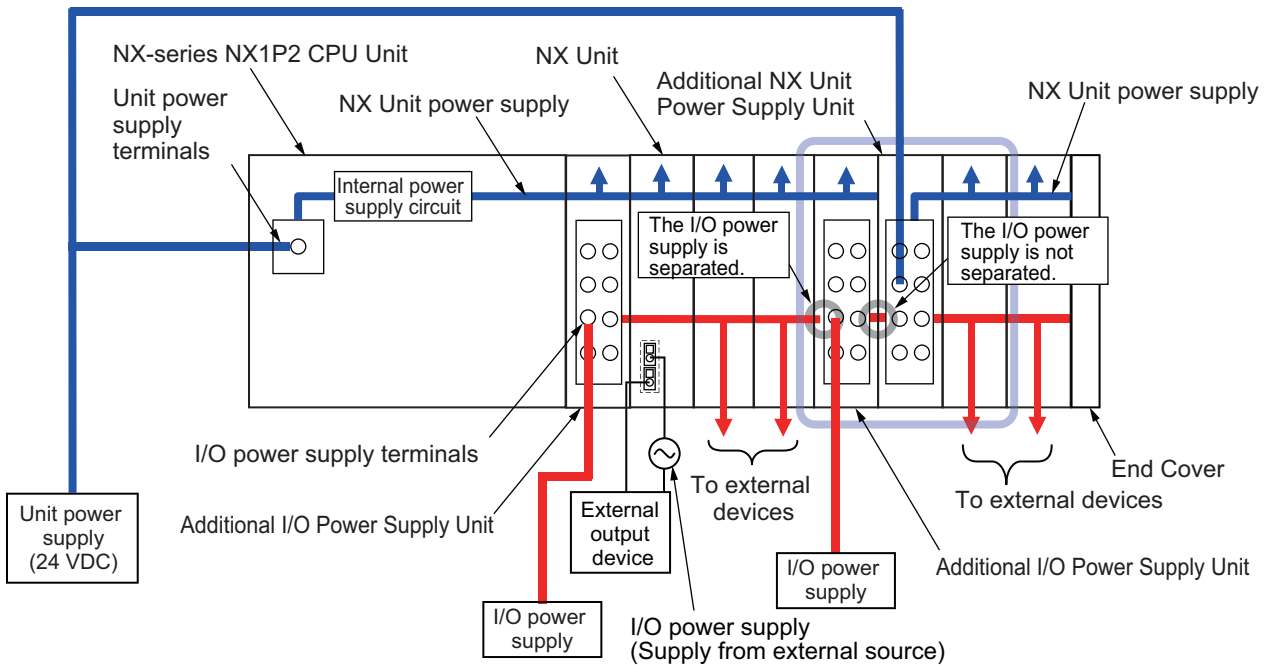 NX-series NX1P2 CPU Unit
Unit power
supply
terminals
NX Unit power supply
NX Unit
Additional NX Unit
Power Supply Unit
NX Unit power supply
Internal power
supply circuit
The I/O power
supply is
separated.
The I/O power
supply is not
separated.
I/O power supply terminals
Additional I/O Power Supply Unit
Unit power
supply
(24 VDC)
External
output
device
To external
devices
To external devices
End Cover
I/O power
supply
I/O power
supply
I/O power supply
(Supply from external source)
Additional I/O Power Supply Unit